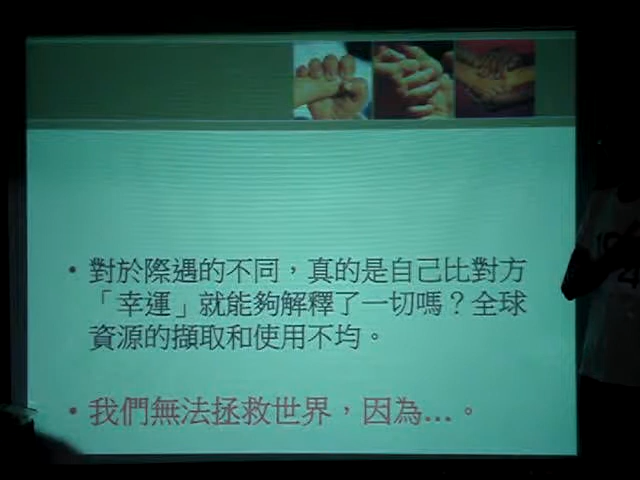 • 對於際遇的不同，真的是自己比對方
「幸運」就能夠解釋了一切嗎？全球
資源的擷取和使用不均。
• 我們無法拯救世界，因為...。